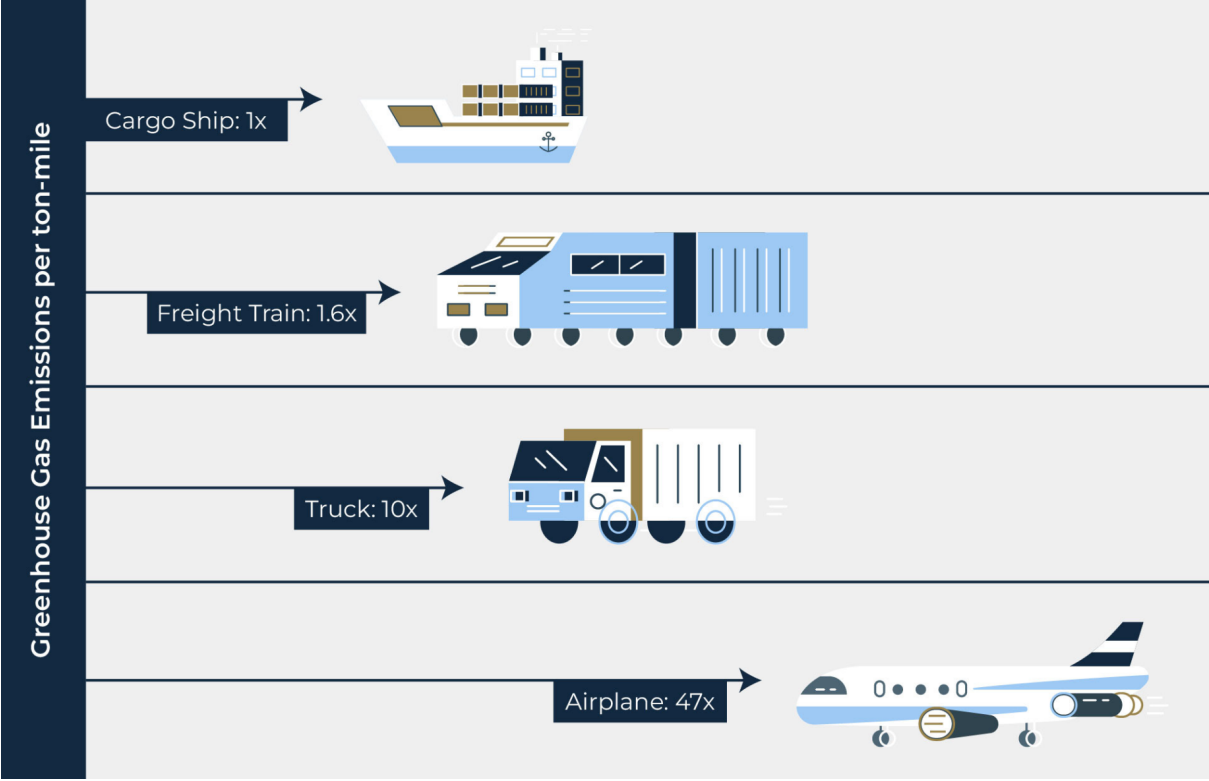 Greenhouse Gas Emissions per ton-mile
Cargo Ship: 1x
Freight Train: 1.6x
Truck: 10x
Airplane: 47x